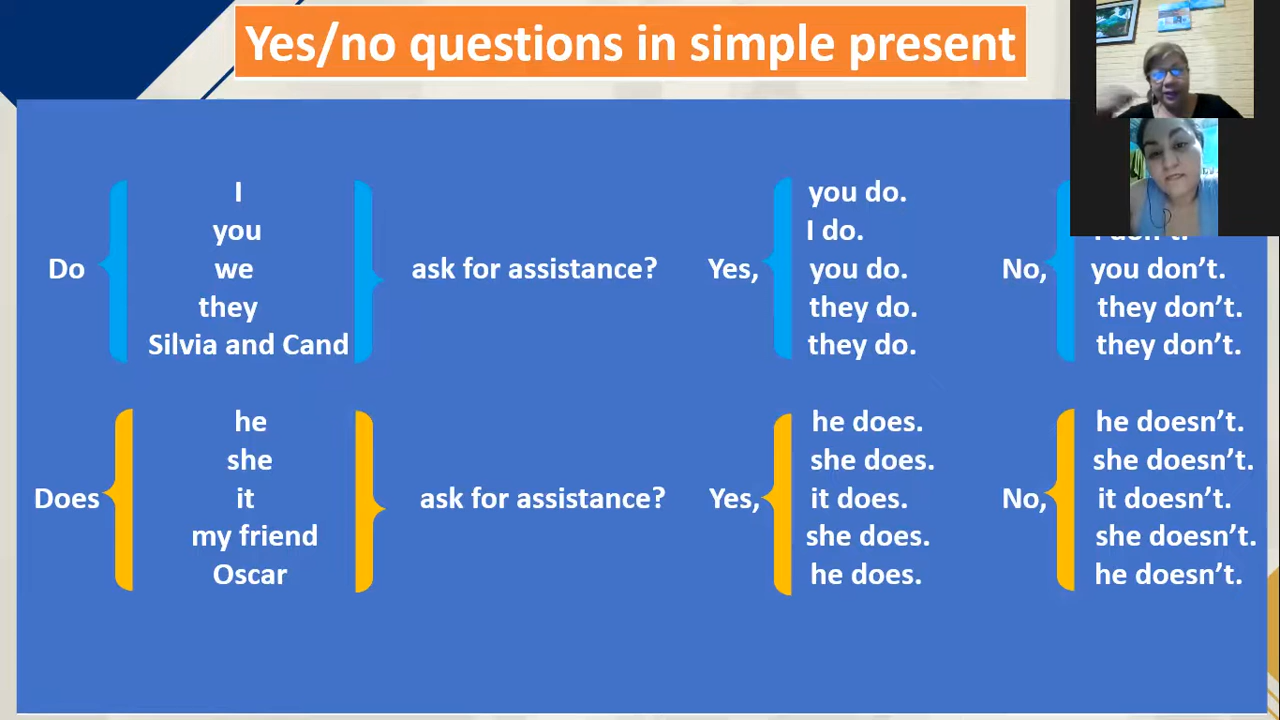 Yes/no questions in simple present
I
you
we
they
Silvia and Cand
Do
ask for assistance?
Yes,
you do.
I do.
you do.
they do.
they do.
No,
you don't.
they don't.
they don't.
he
she
it
my friend
Oscar
Does
ask for assistance?
Yes,
he does.
she does.
it does.
she does.
he does.
No,
he doesn't.
she doesn't.
it doesn't.
she doesn't.
he doesn't.